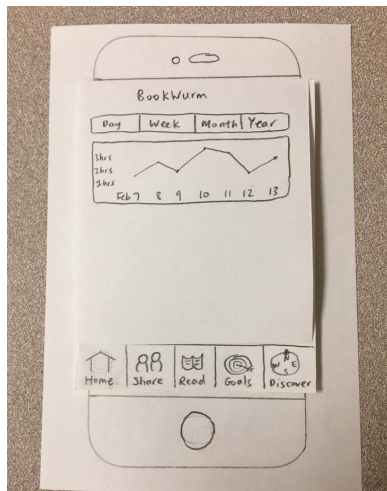 BookWurm
Day Week Month Year
3hrs
2hrs
1hrs
Feb 7 8 9 10 11 12 13
N
W E
S
Home Share Read Goals Discover